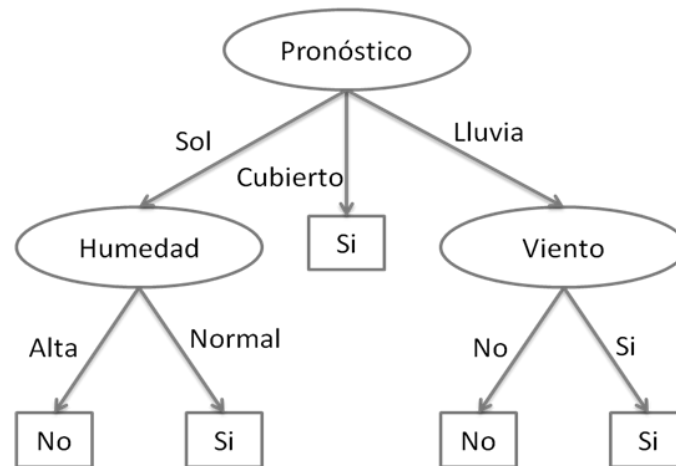 Pronóstico
Sol
Cubierto
Lluvia
Humedad
Si
Viento
Alta
Normal
No
Si
No
Si
No
Si